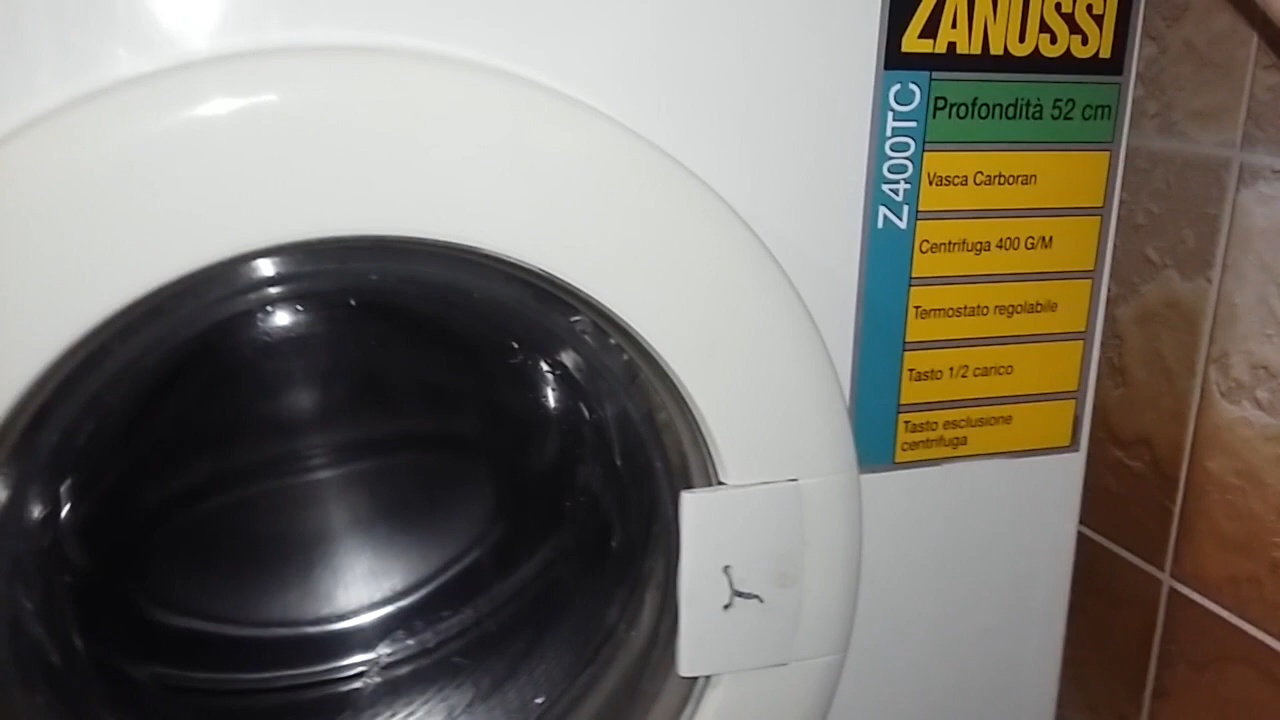 ZANUSSI
Z400TC
Profondità 52 cm
Vasca Carboran
Centrifuga 400 G/M
Termostato regolabile
Tasto 1/2 carico
Tasto esclusione
centrifuga